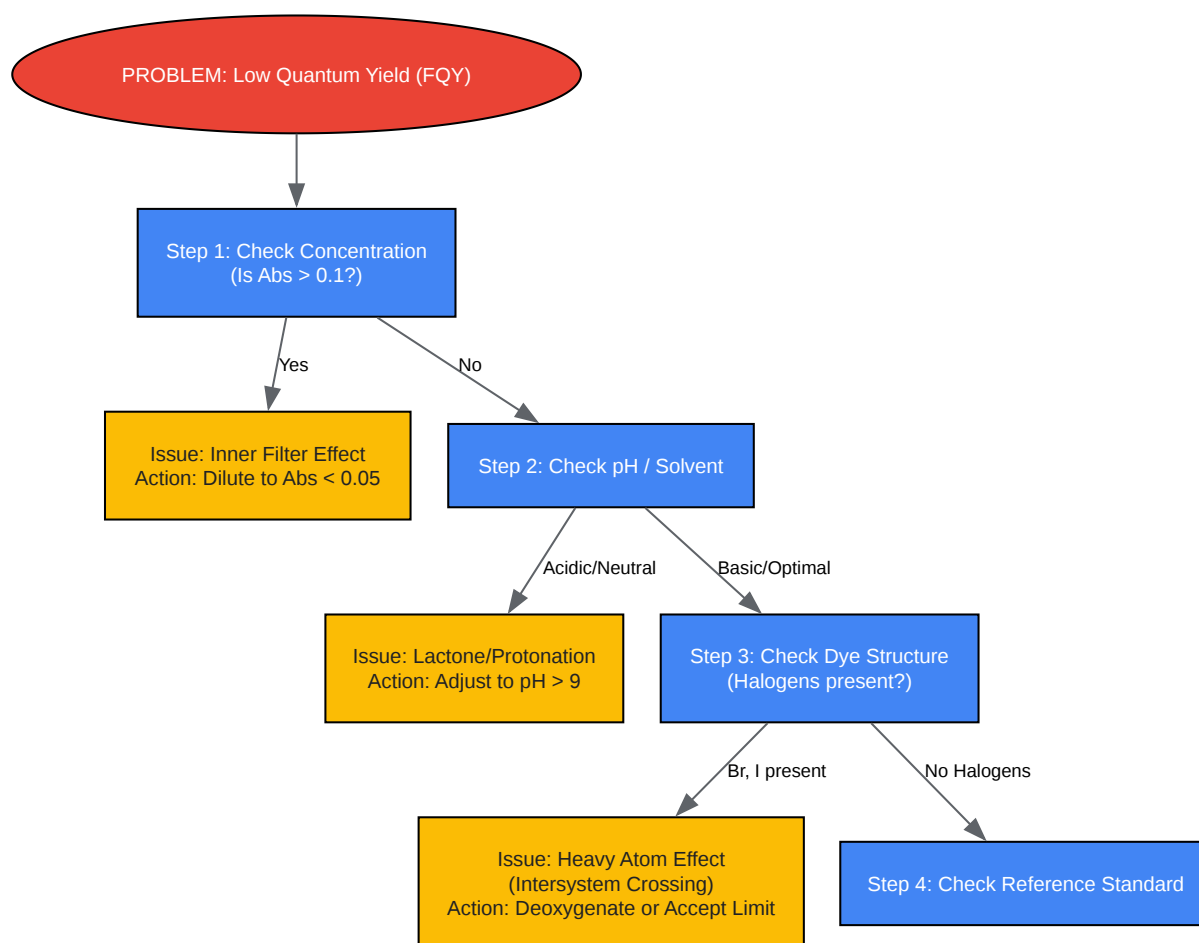 PROBLEM: Low Quantum Yield (FQY)
Step 1: Check Concentration
(Is Abs > 0.1?)
Yes
No
Issue: Inner Filter Effect
Action: Dilute to Abs < 0.05
Step 2: Check pH / Solvent
Acidic/Neutral
Basic/Optimal
Issue: Lactone/Protonation
Action: Adjust to pH > 9
Step 3: Check Dye Structure
(Halogens present?)
Br, I present
No Halogens
Issue: Heavy Atom Effect
(Intersystem Crossing)
Action: Deoxygenate or Accept Limit
Step 4: Check Reference Standard